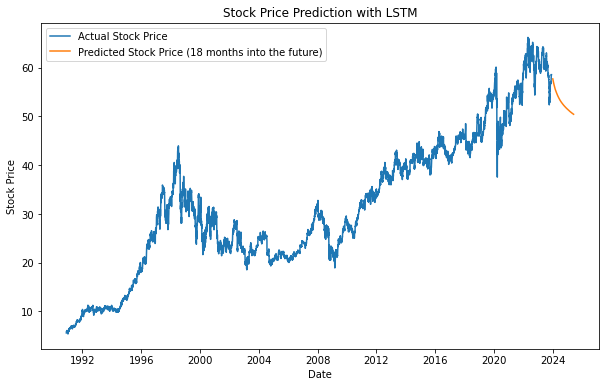 Stock Price Prediction with LSTM
Actual Stock Price
Predicted Stock Price (18 months into the future)
Stock Price
60
50
40
30
20
10
1992 1996 2000 2004 2008 2012 2016 2020 2024
Date